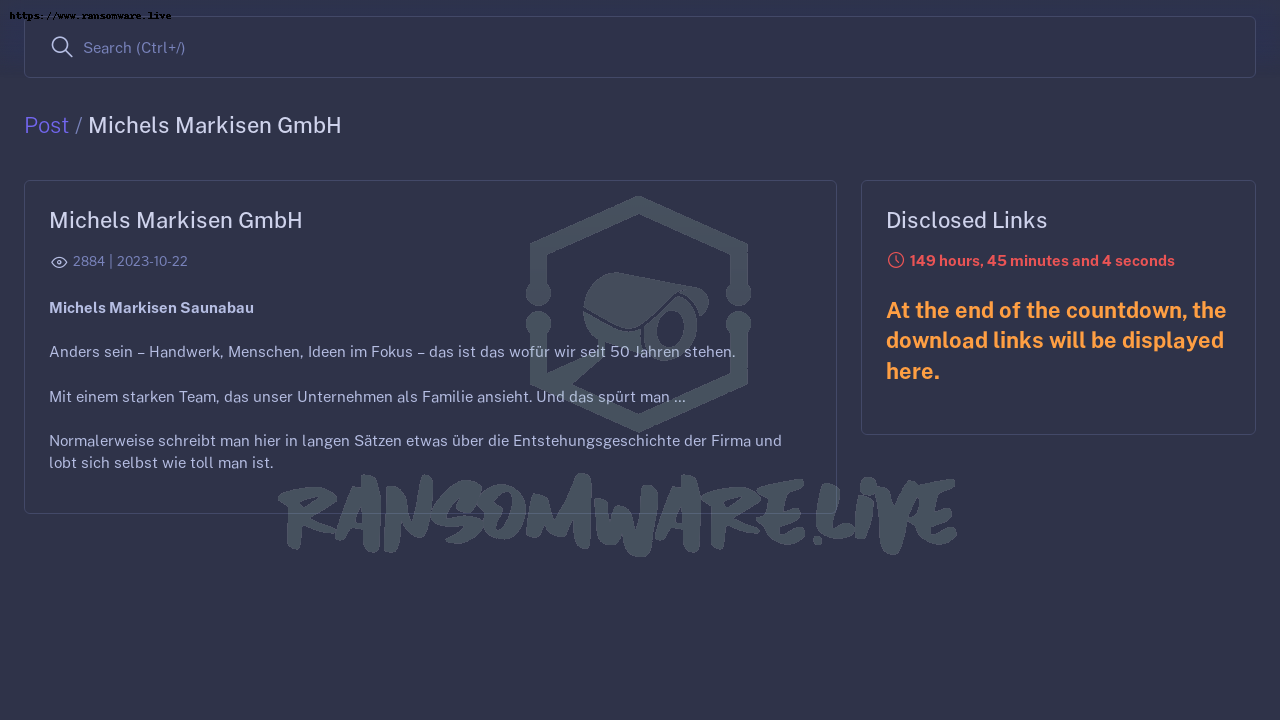 https://www.ransomware.live
Search (Ctrl+/)
Post / Michels Markisen GmbH
Michels Markisen GmbH
2884 | 2023-10-22
Michels Markisen Saunabau
Anders sein – Handwerk, Menschen, Ideen im Fokus – das ist das wofür wir seit 50 Jahren stehen.
Mit einem starken Team, das unser Unternehmen als Familie ansieht. Und das spürt man ...
Normalerweise schreibt man hier in langen Sätzen etwas über die Entstehungsgeschichte der Firma und
lobt sich selbst wie toll man ist.
Disclosed Links
149 hours, 45 minutes and 4 seconds
At the end of the countdown, the
download links will be displayed
here.
RANSOMWARE.LIVE